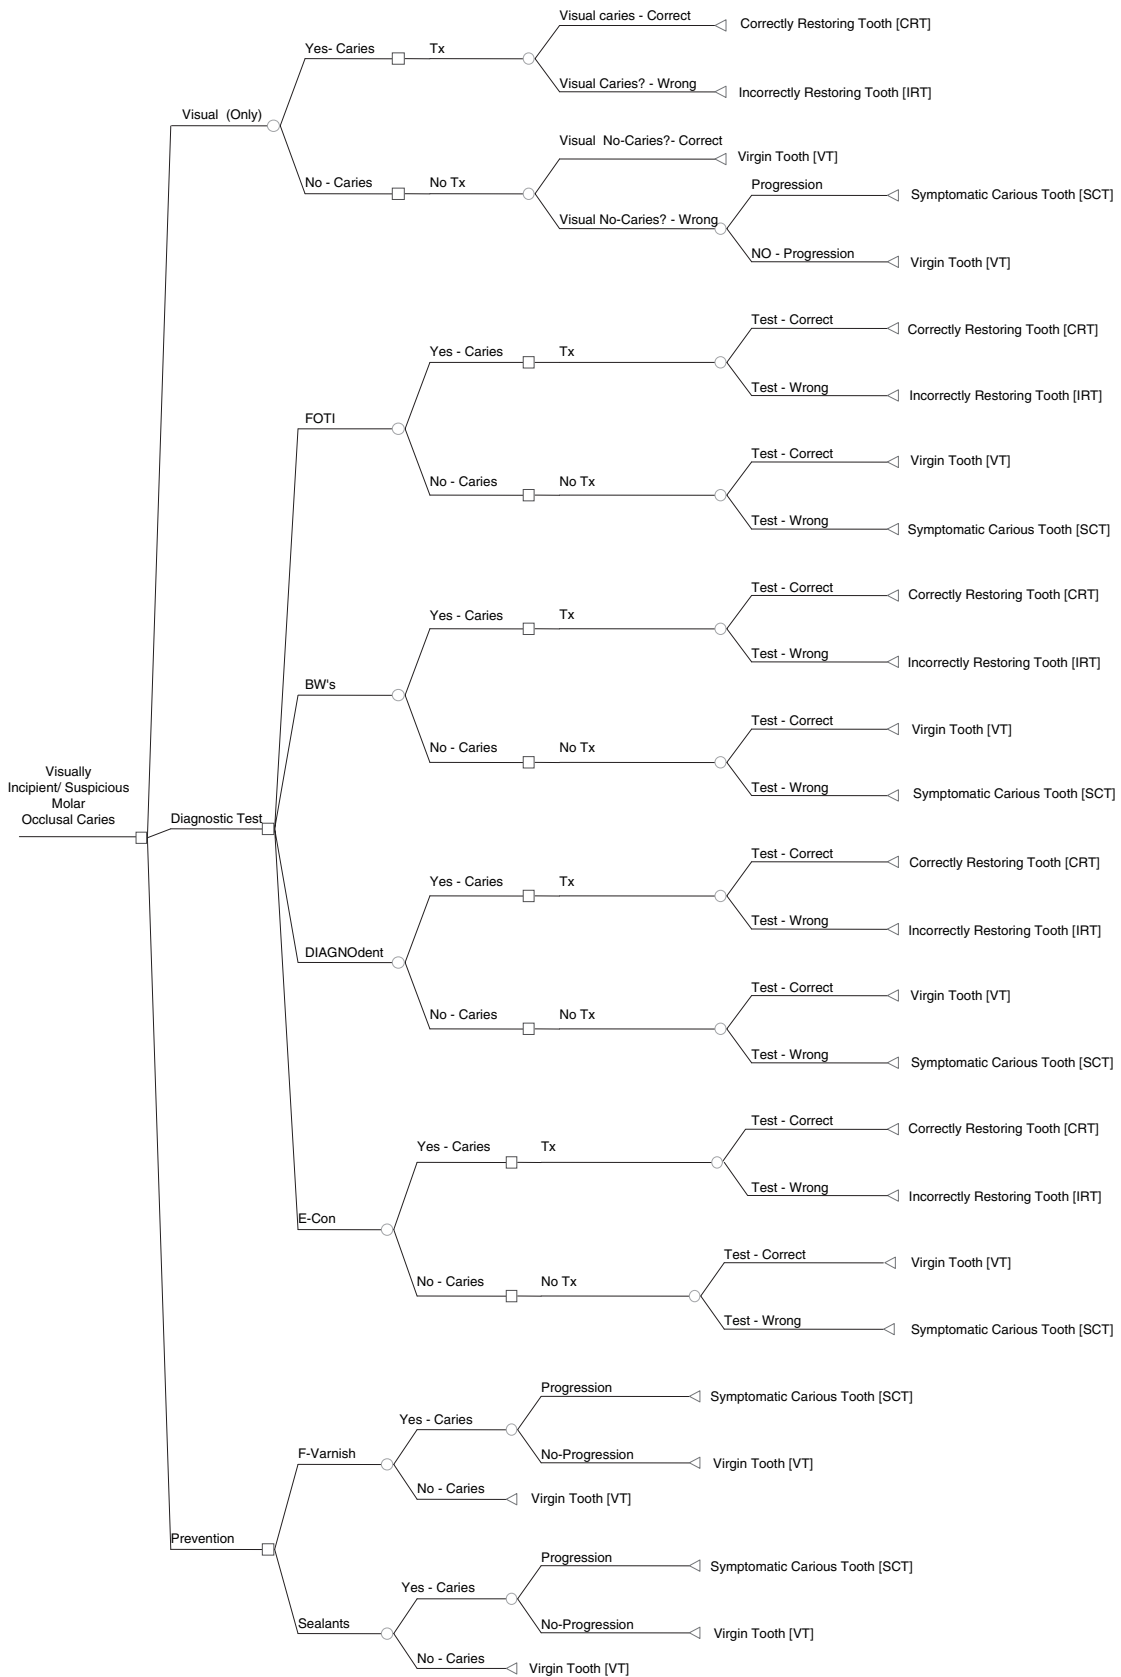 Visual caries - Correct
Correctly Restoring Tooth [CRT]
Yes- Caries
Tx
Visual Caries? - Wrong
Incorrectly Restoring Tooth [IRT]
Visual (Only)
Visual No-Caries?- Correct
Virgin Tooth [VT]
No - Caries
No Tx
Progression
Symptomatic Carious Tooth [SCT]
Visual No-Caries? - Wrong
NO - Progression
Virgin Tooth [VT]
Test - Correct
Correctly Restoring Tooth [CRT]
Yes - Caries
Tx
Test - Wrong
Incorrectly Restoring Tooth [IRT]
FOTI
Test - Correct
Virgin Tooth [VT]
No - Caries
No Tx
Test - Wrong
Symptomatic Carious Tooth [SCT]
Test - Correct
Correctly Restoring Tooth [CRT]
Yes - Caries
Tx
Test - Wrong
Incorrectly Restoring Tooth [IRT]
BW's
Test - Correct
Virgin Tooth [VT]
No - Caries
No Tx
Test - Wrong
Symptomatic Carious Tooth [SCT]
Visually
Incipient/ Suspicious
Molar
Occlusal Caries
Diagnostic Test
Test - Correct
Correctly Restoring Tooth [CRT]
Yes - Caries
Tx
Test - Wrong
Incorrectly Restoring Tooth [IRT]
DIAGNOdent
Test - Correct
Virgin Tooth [VT]
No - Caries
No Tx
Test - Wrong
Symptomatic Carious Tooth [SCT]
Test - Correct
Correctly Restoring Tooth [CRT]
Yes - Caries
Tx
Test - Wrong
Incorrectly Restoring Tooth [IRT]
E-Con
Test - Correct
Virgin Tooth [VT]
No - Caries
No Tx
Test - Wrong
Symptomatic Carious Tooth [SCT]
Progression
Symptomatic Carious Tooth [SCT]
Yes - Caries
F-Varnish
No-Progression
Virgin Tooth [VT]
No - Caries
Virgin Tooth [VT]
Prevention
Progression
Symptomatic Carious Tooth [SCT]
Yes - Caries
Sealants
No-Progression
Virgin Tooth [VT]
No - Caries
Virgin Tooth [VT]